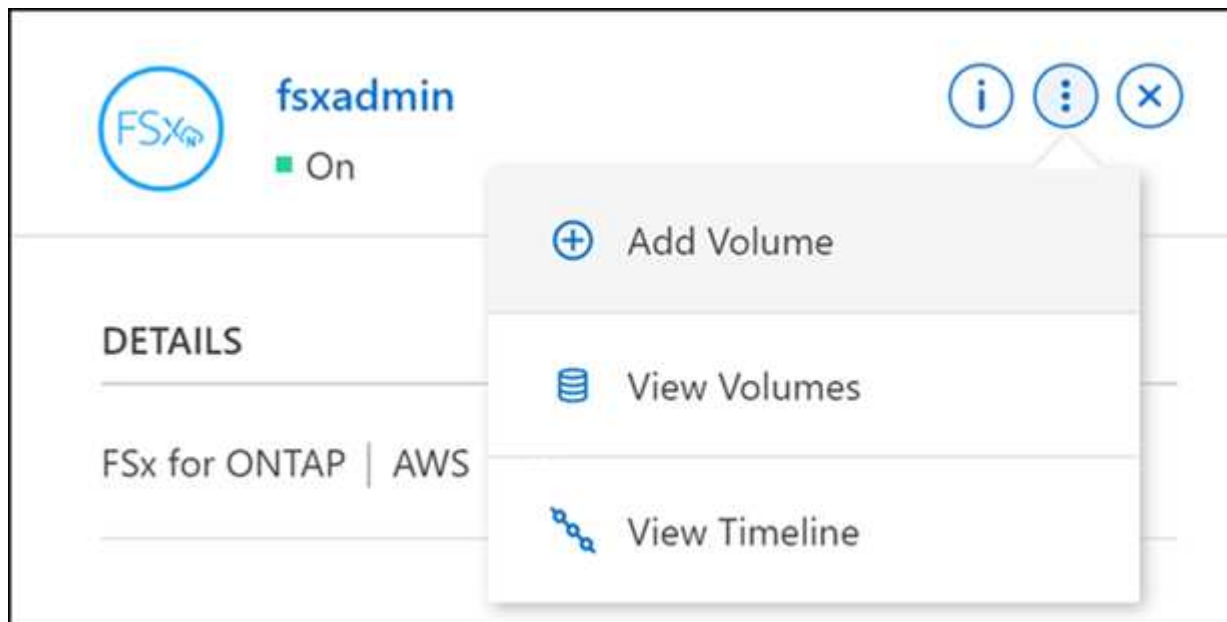 FSx
fsxadmin
On
Add Volume
DETAILS
View Volumes
FSx for ONTAP | AWS
View Timeline